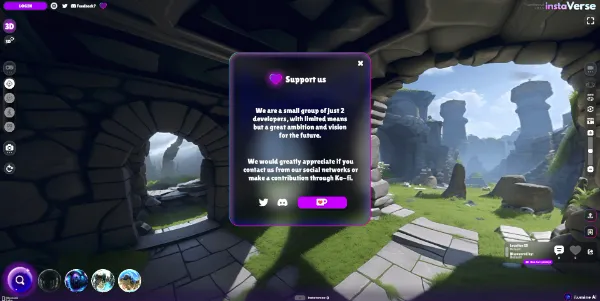 LOGIN
Feedback?
instaVerse
3D
Support us
We are a small group of just 2
developers, with limited means
but a great ambition and vision
for the future.
We would greatly appreciate if you
contact us from our social networks or
make a contribution through Ko-fi.